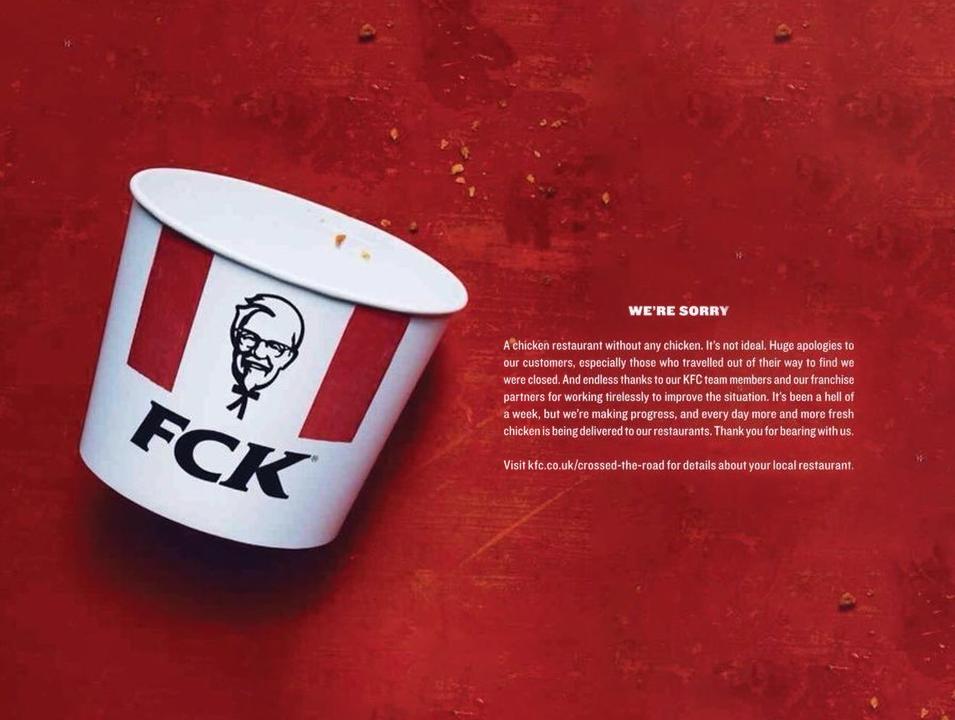 FCK®
WE'RE SORRY
A chicken restaurant without any chicken. It's not ideal. Huge apologies to
our customers, especially those who travelled out of their way to find we
were closed. And endless thanks to our KFC team members and our franchise
partners for working tirelessly to improve the situation. It's been a hell of
a week, but we're making progress, and every day more and more fresh
chicken is being delivered to our restaurants. Thank you for bearing with us.
Visit kfc.co.uk/crossed-the-road for details about your local restaurant.